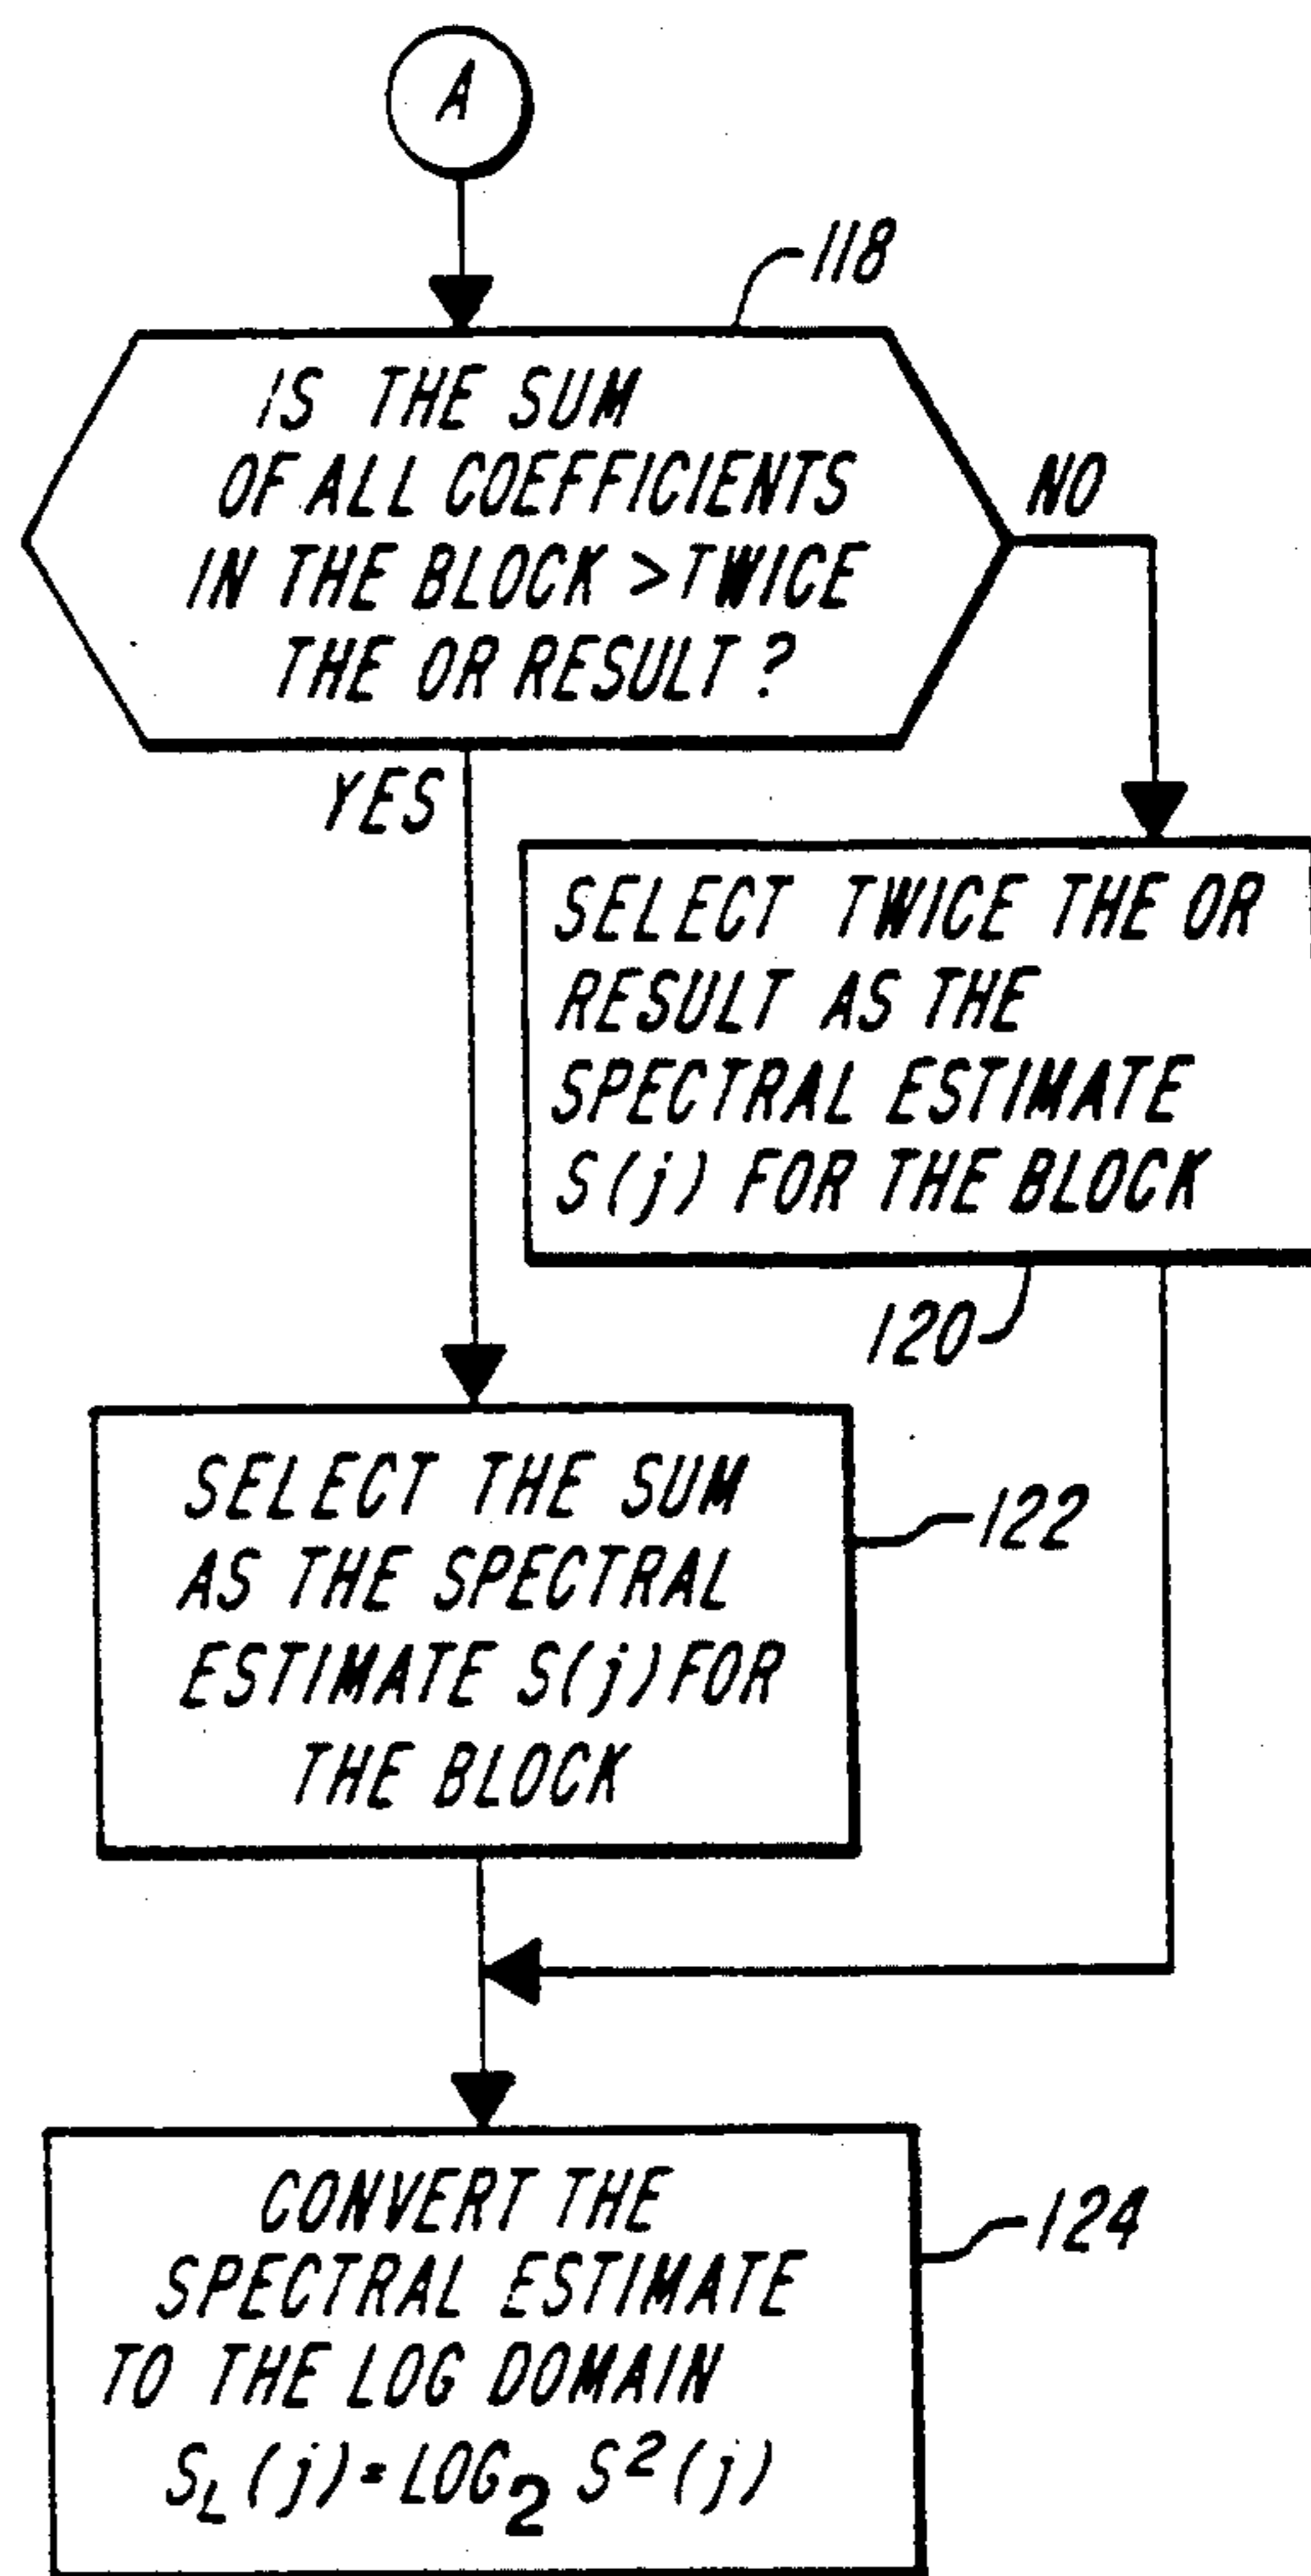 A
118
IS THE SUM
OF ALL COEFFICIENTS
IN THE BLOCK > TWICE
THE OR RESULT ?
NO
YES
SELECT TWICE THE OR
RESULT AS THE
SPECTRAL ESTIMATE
S(j) FOR THE BLOCK
120
SELECT THE SUM
AS THE SPECTRAL
ESTIMATE S(j) FOR
THE BLOCK
122
CONVERT THE
SPECTRAL ESTIMATE
TO THE LOG DOMAIN
S_L(j) = LOG₂ S²(j)
124